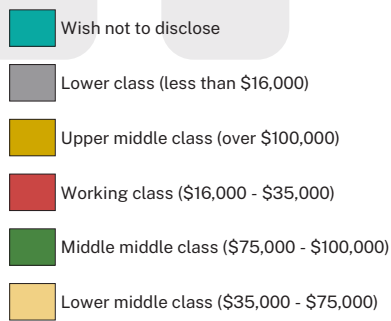 Wish not to disclose
Lower class (less than $16,000)
Upper middle class (over $100,000)
Working class ($16,000 - $35,000)
Middle middle class ($75,000 - $100,000)
Lower middle class ($35,000 - $75,000)